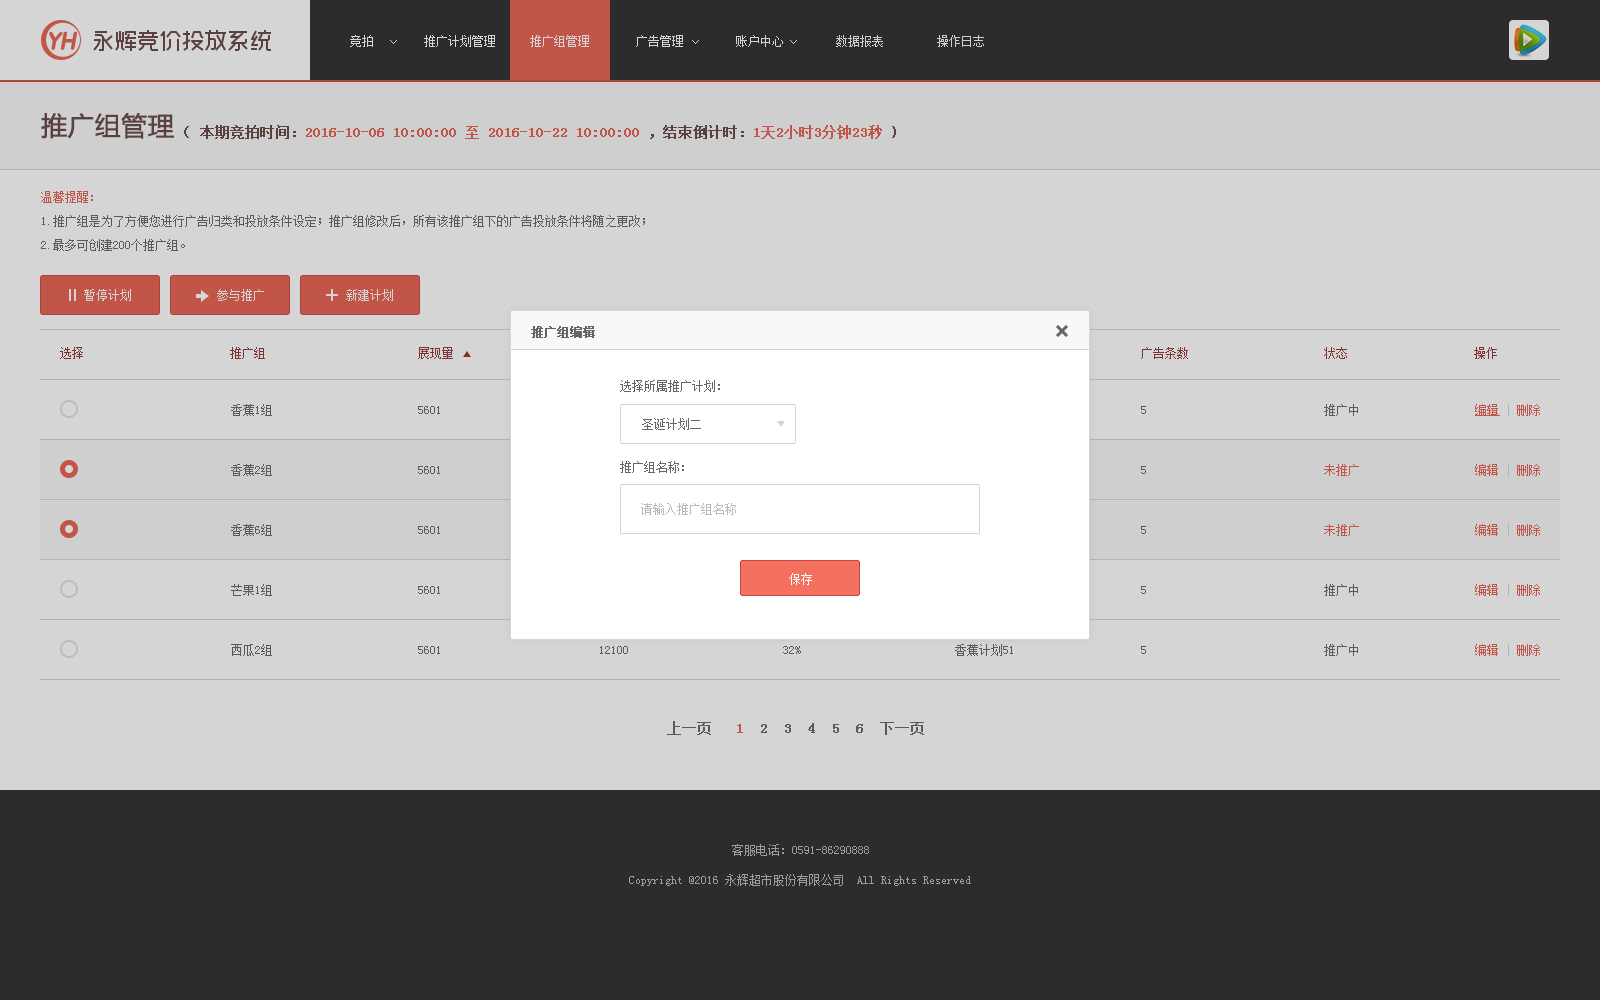 YH 永辉竞价投放系统
竞拍 推广计划管理 推广组管理 广告管理 账户中心 数据报表 操作日志
推广组管理 ( 本期竞拍时间：2016-10-06 10:00:00 至 2016-10-22 10:00:00 ，结束倒计时：1天2小时3分钟23秒 )
温馨提醒：
1.推广组是为了方便您进行广告归类和投放条件设定；推广组修改后，所有该推广组下的广告投放条件将随之更改；
2.最多可创建200个推广组。
暂停计划 参与推广 新建计划
选择 推广组 展现量 广告条数 状态 操作
香蕉1组 5601 5 推广中 编辑 删除
香蕉2组 5601 5 未推广 编辑 删除
香蕉6组 5601 5 未推广 编辑 删除
芒果1组 5601 5 推广中 编辑 删除
西瓜2组 5601 12100 32% 香蕉计划51 5 推广中 编辑 删除
推广组编辑
选择所属推广计划：
圣诞计划二
推广组名称：
请输入推广组名称
保存
上一页 1 2 3 4 5 6 下一页
客服电话：0591-86290888
Copyright @2016 永辉超市股份有限公司 All Rights Reserved